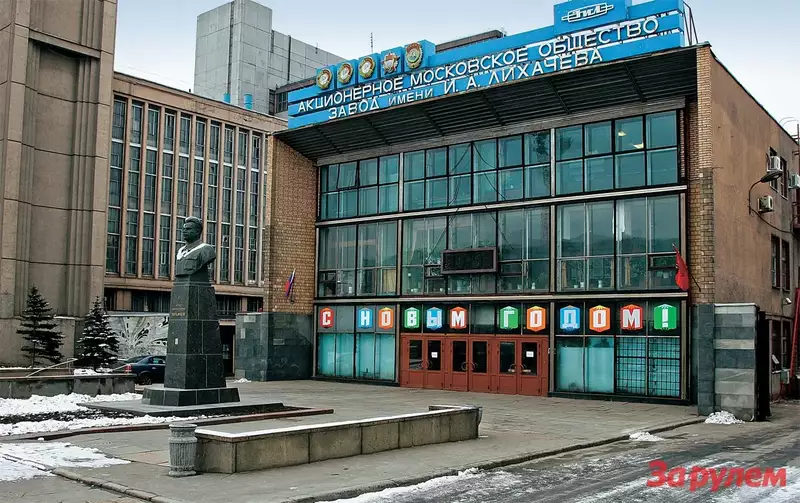 ЗИЛ
АКЦИОНЕРНОЕ МОСКОВСКОЕ ОБЩЕСТВО
ЗАВОД ИМЕНИ И. А. ЛИХАЧЕВА
С НОВЫМ ГОДОМ!
За рулем